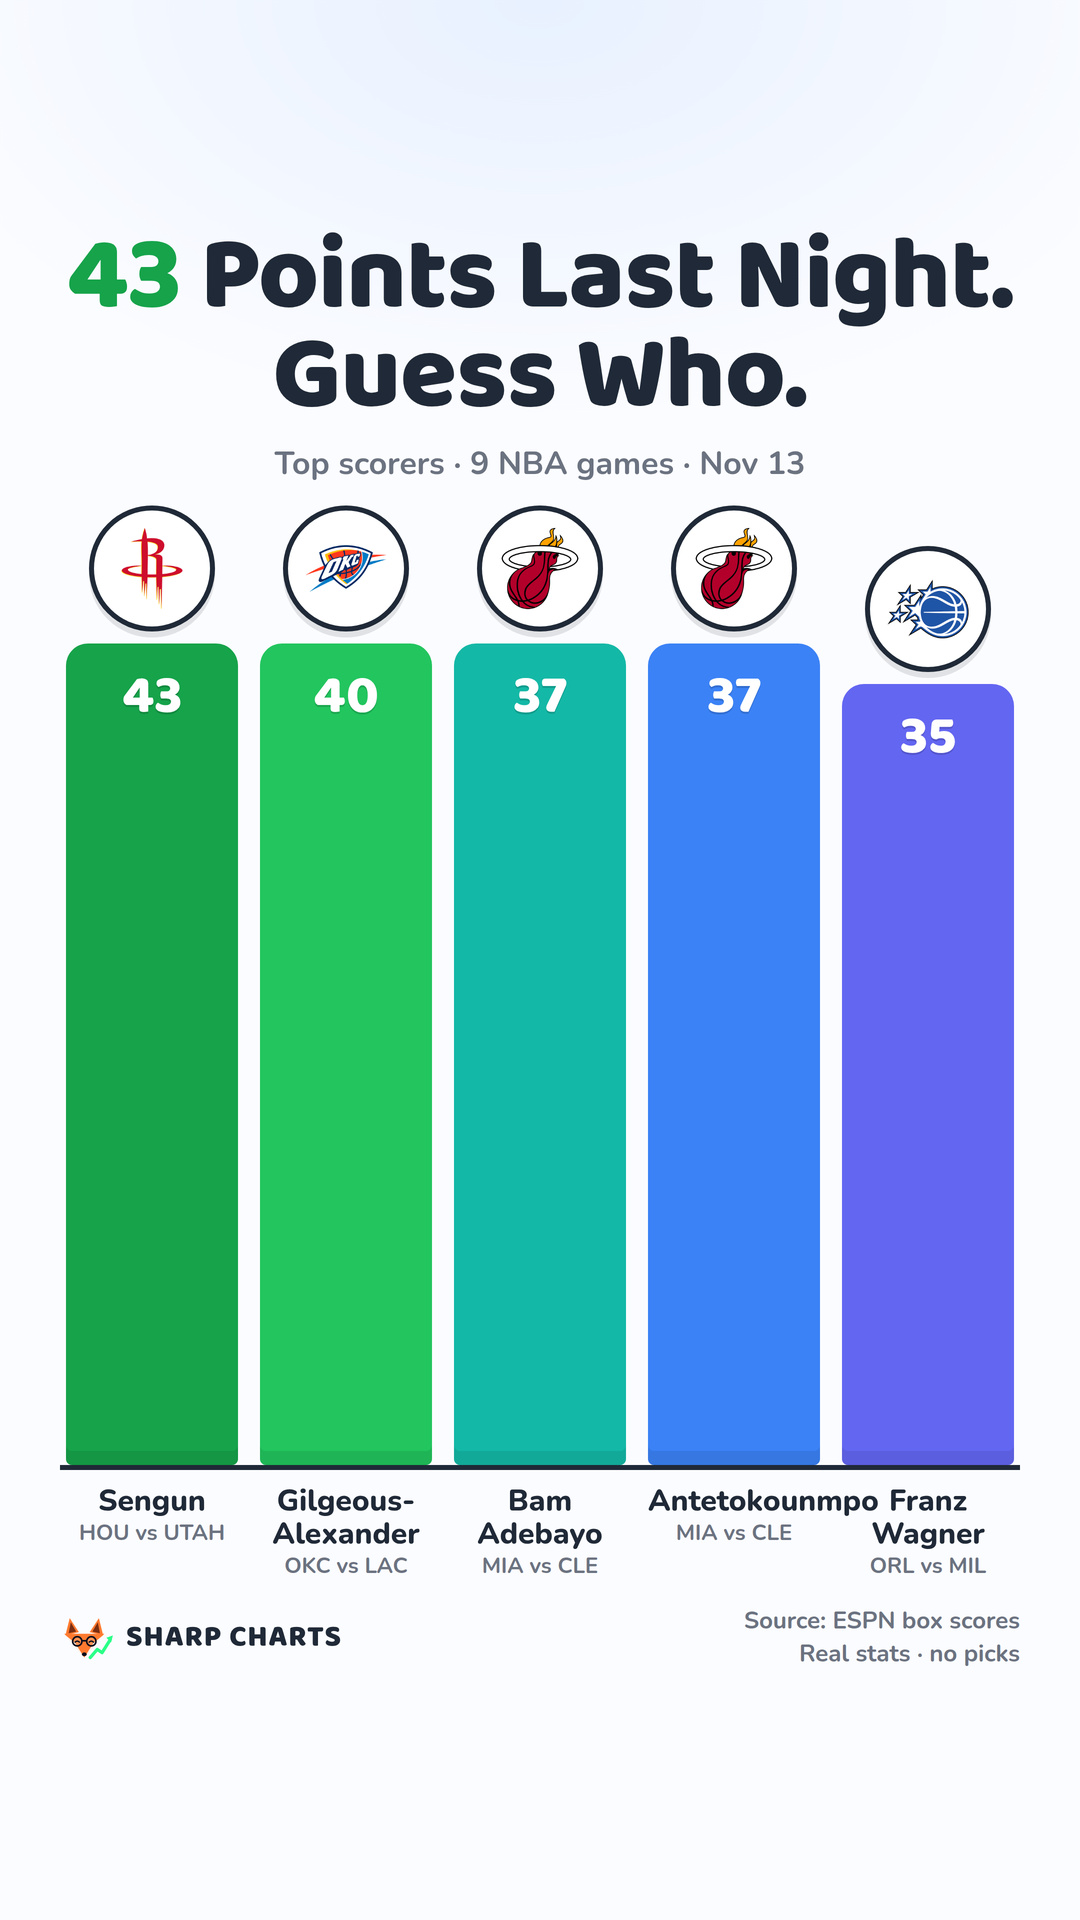 43 Points Last Night.
Guess Who.
Top scorers · 9 NBA games · Nov 13
R
OKC
43
40
37
37
35
Sengun
HOU vs UTAH
Gilgeous-
Alexander
OKC vs LAC
Bam
Adebayo
MIA vs CLE
Antetokounmpo
MIA vs CLE
Franz
Wagner
ORL vs MIL
SHARP CHARTS
Source: ESPN box scores
Real stats · no picks